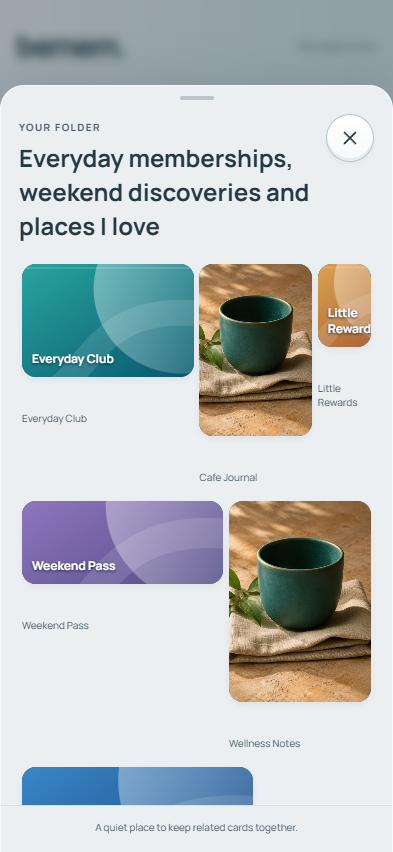 YOUR FOLDER
Everyday memberships,
weekend discoveries and
places I love
Everyday Club
Little
Reward
Everyday Club
Little
Rewards
Cafe Journal
Weekend Pass
Weekend Pass
Wellness Notes
A quiet place to keep related cards together.